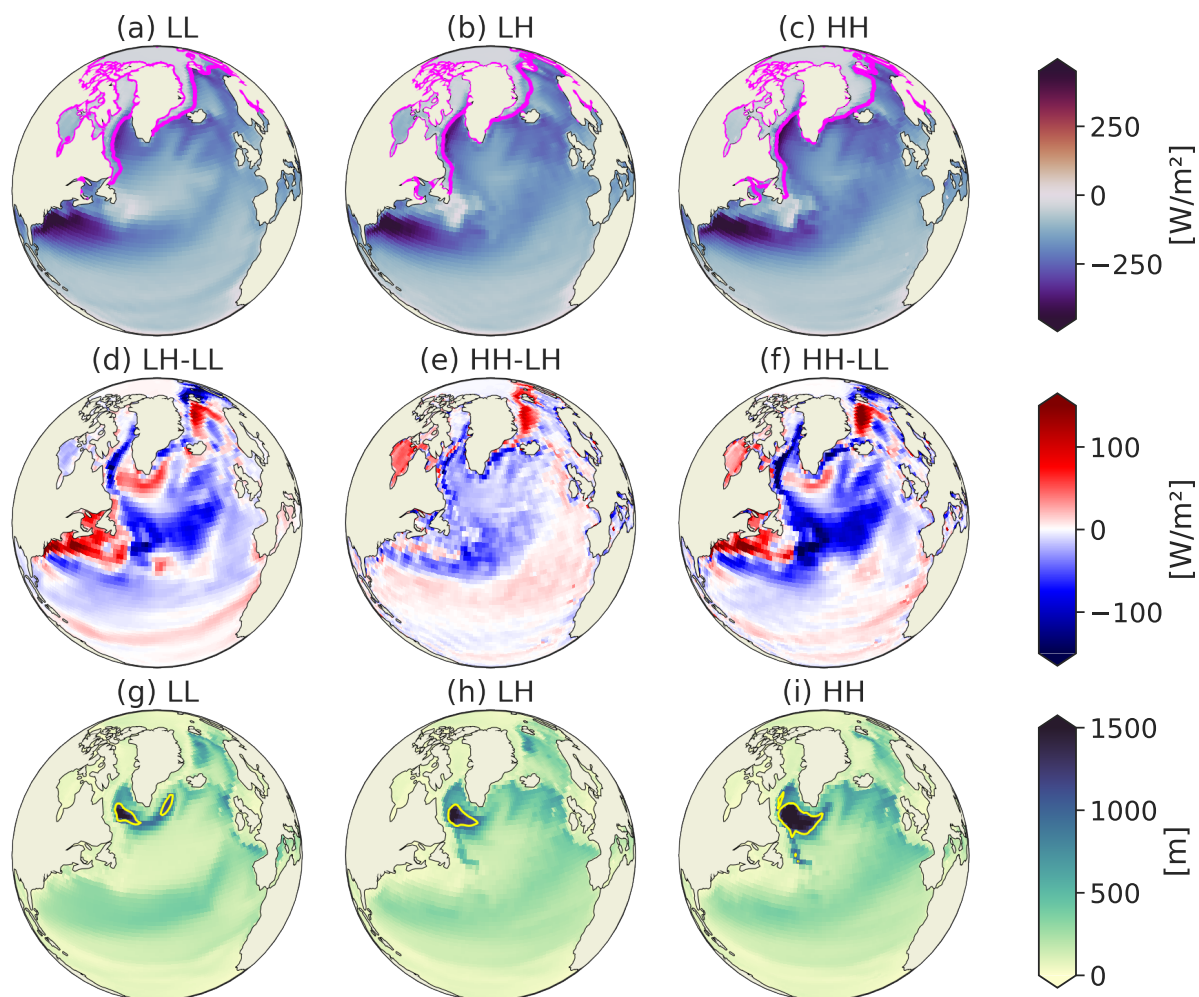 (a) LL
(b) LH
(c) HH
250
0
−250
[W/m²]
(d) LH-LL
(e) HH-LH
(f) HH-LL
100
0
−100
[W/m²]
(g) LL
(h) LH
(i) HH
1500
1000
500
0
[m]